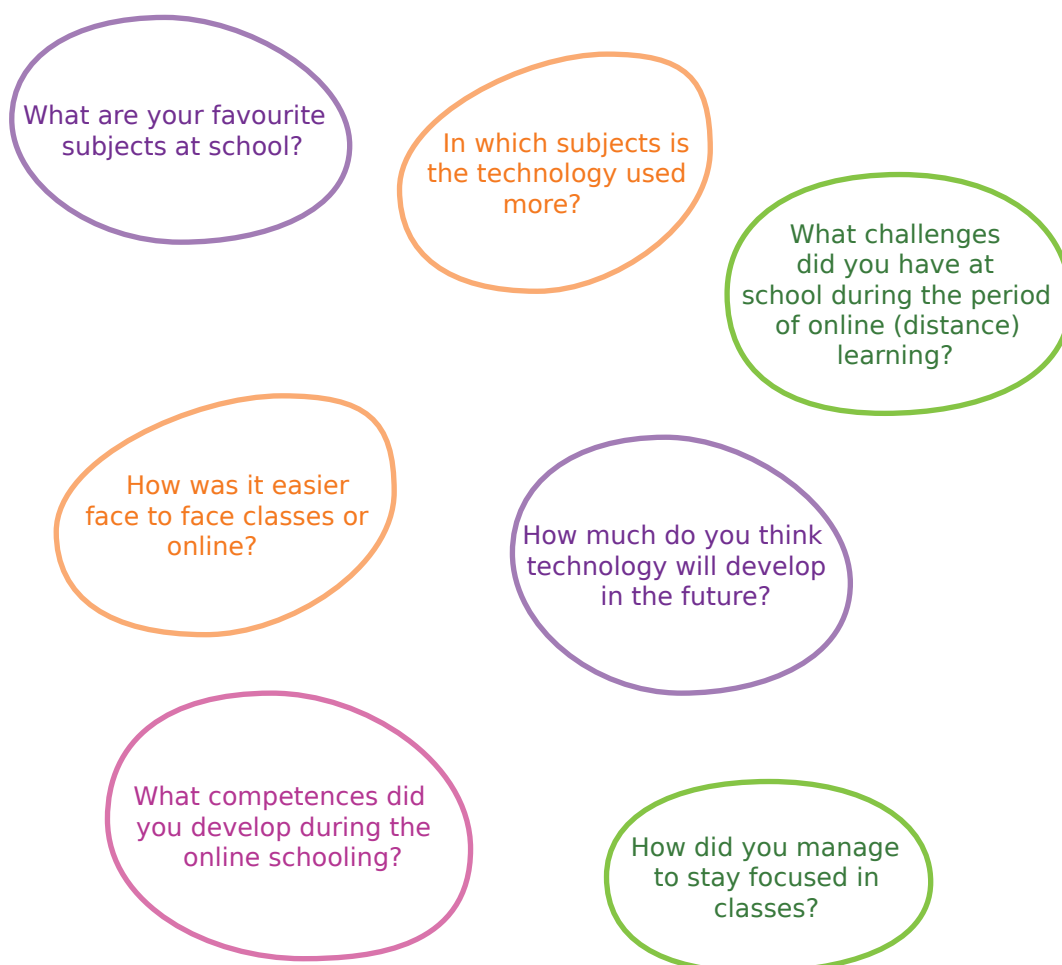 What are your favourite
subjects at school?
In which subjects is
the technology used
more?
What challenges
did you have at
school during the period
of online (distance)
learning?
How was it easier
face to face classes or
online?
How much do you think
technology will develop
in the future?
What competences did
you develop during the
online schooling?
How did you manage
to stay focused in
classes?